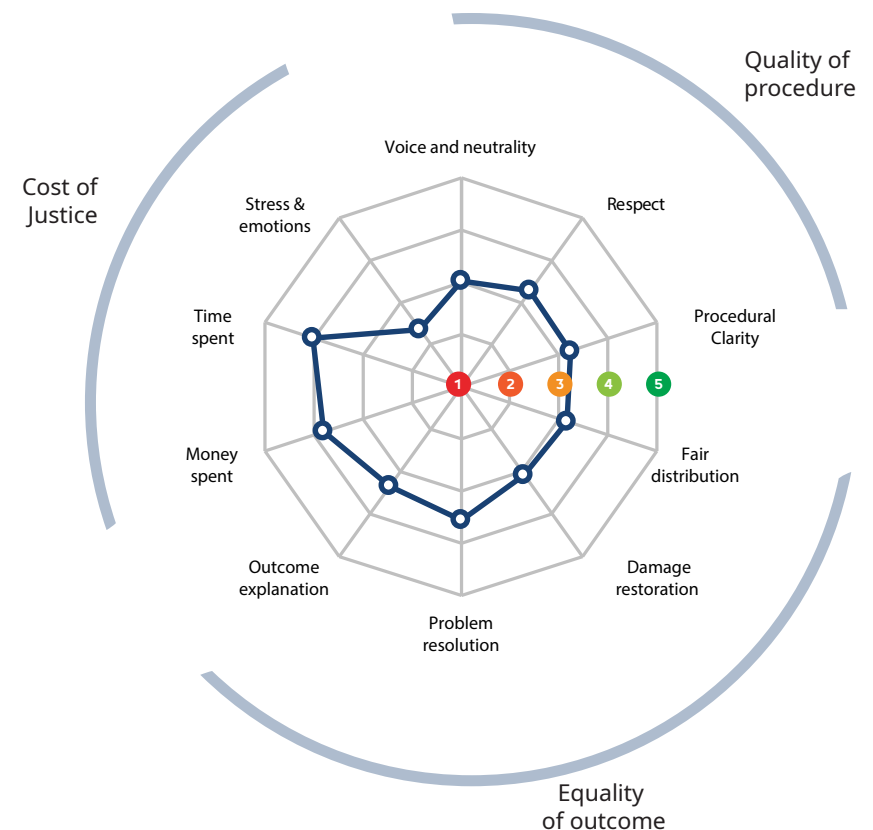 Quality of
procedure
Cost of
Justice
Voice and neutrality
Stress &
emotions
Respect
Time
spent
Procedural
Clarity
1 2 3 4 5
Money
spent
Fair
distribution
Outcome
explanation
Damage
restoration
Problem
resolution
Equality
of outcome